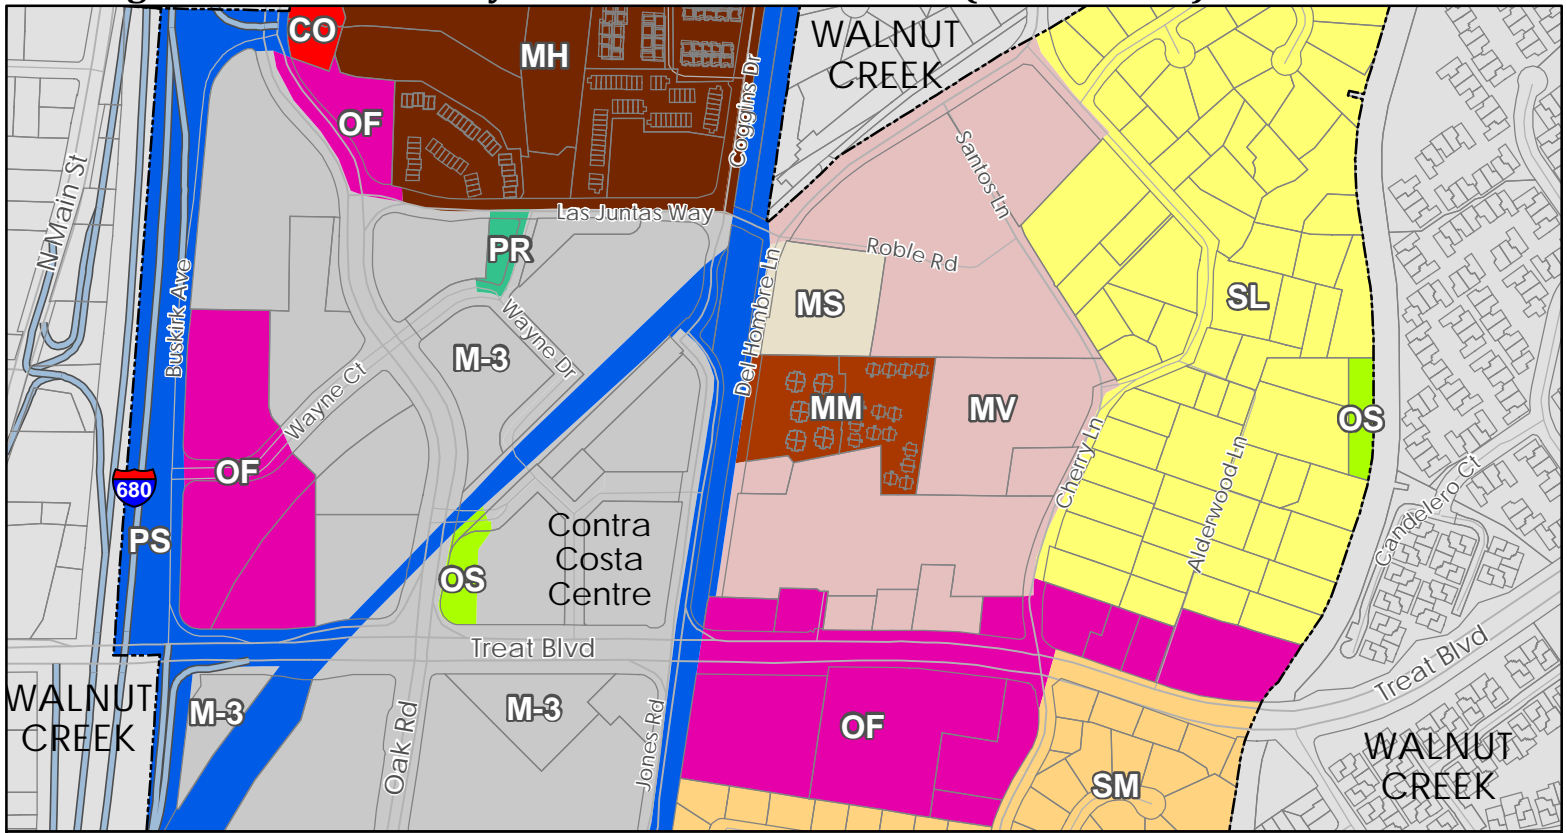 CO
MH
WALNUT
CREEK
OF
Coggins Dr
N Main St
Santos Ln
Las Juntas Way
PR
Roble Rd
Buskirk Ave
Del Hombre Ln
MS
SL
Wayne Dr
M-3
Wayne Ct
MM
MV
OS
OF
Cherry Ln
Alderwood Ln
Candelero Ct
680
PS
Contra
Costa
Centre
OS
Treat Blvd
Treat Blvd
WALNUT
CREEK
M-3
M-3
Oak Rd
Jones Rd
OF
WALNUT
CREEK
SM